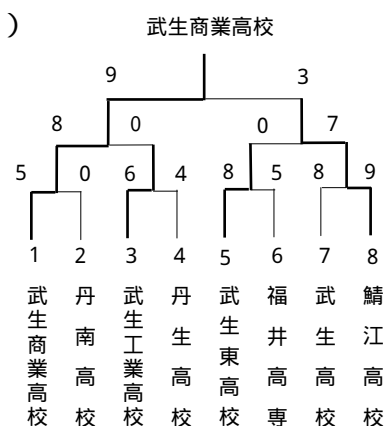 )
武生商業高校
9 3
8 0 0 7
5 0 6 4 8 5 8 9
1 2 3 4 5 6 7 8
武生商業高校
丹南高校
武生工業高校
丹生高校
武生東高校
福井高専
武生高校
鯖江高校